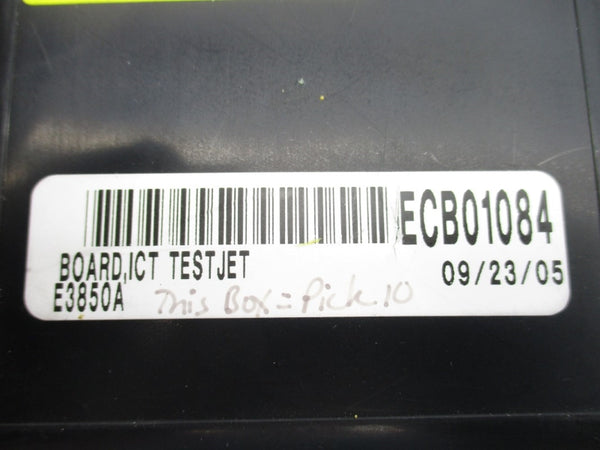 ECB01084
BOARD,ICT TESTJET
09/23/05
E3850A This Box = Pick.10